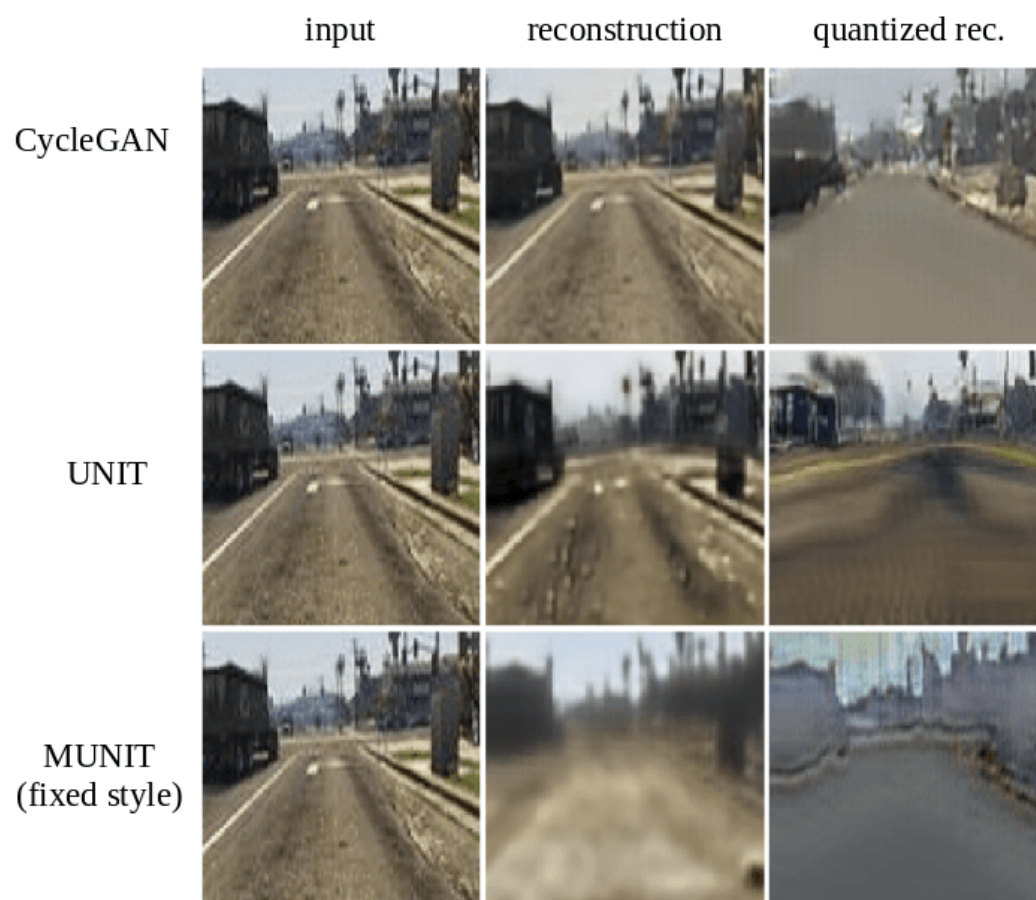 input reconstruction quantized rec.
CycleGAN
UNIT
MUNIT
(fixed style)